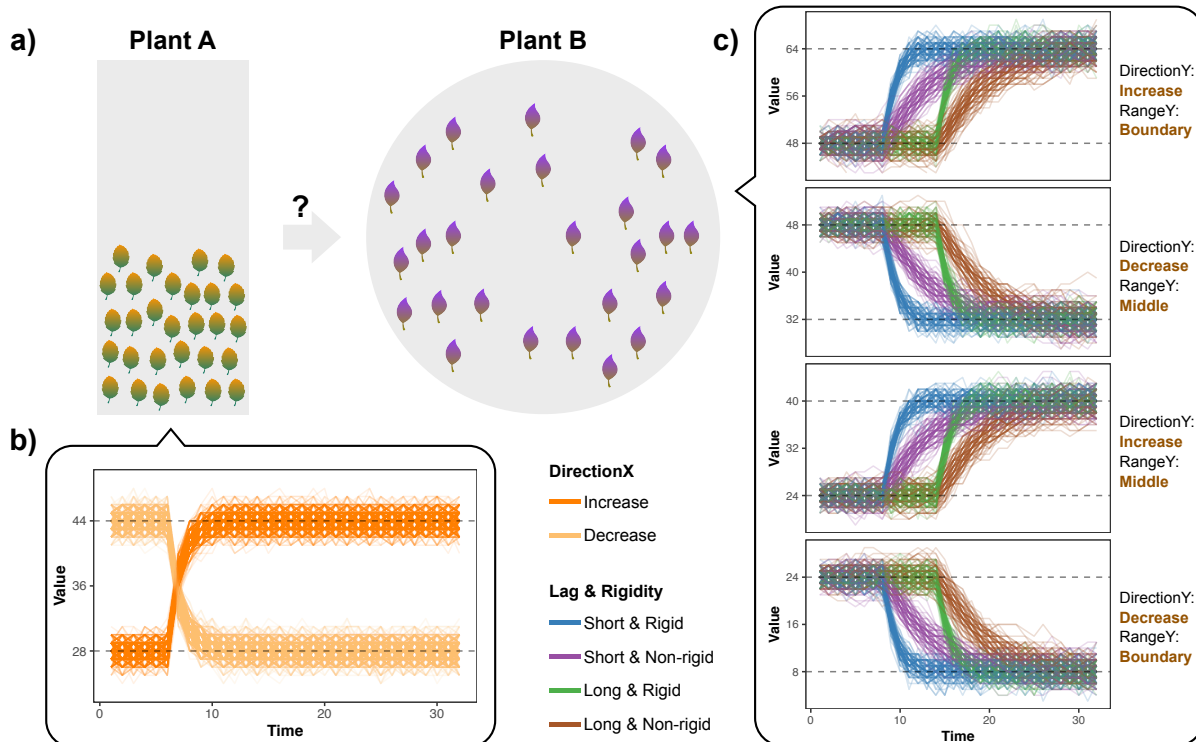 a)
Plant A
Plant B
?
b)
Value
44
36
28
0
10
20
30
Time
DirectionX
Increase
Decrease
Lag & Rigidity
Short & Rigid
Short & Non-rigid
Long & Rigid
Long & Non-rigid
c)
Value
64
56
48
DirectionY:
Increase
RangeY:
Boundary
Value
48
40
32
DirectionY:
Decrease
RangeY:
Middle
Value
40
32
24
DirectionY:
Increase
RangeY:
Middle
Value
24
16
8
DirectionY:
Decrease
RangeY:
Boundary
0
10
20
30
Time